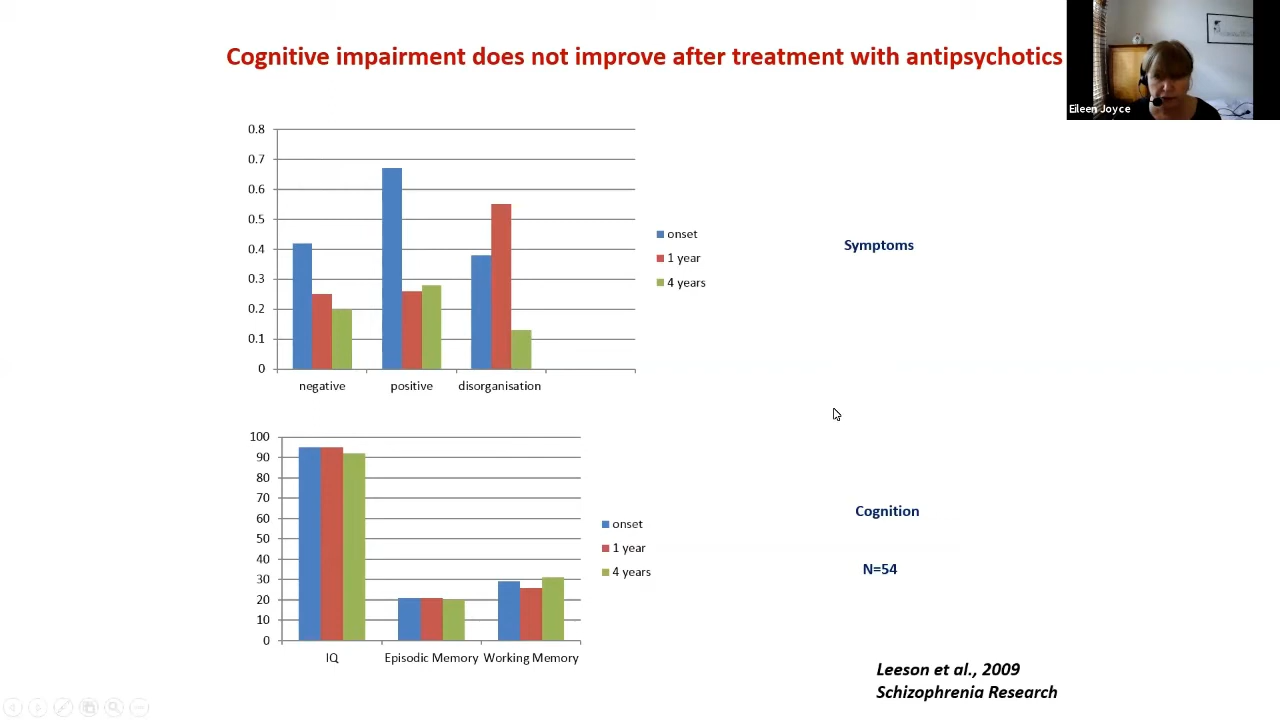 Cognitive impairment does not improve after treatment with antipsychotics
Eileen Joyce
0.8
0.7
0.6
0.5
0.4
0.3
0.2
0.1
0
negative positive disorganisation
onset
1 year
4 years
Symptoms
100
90
80
70
60
50
40
30
20
10
0
IQ Episodic Memory Working Memory
onset
1 year
4 years
Cognition
N=54
Leeson et al., 2009
Schizophrenia Research